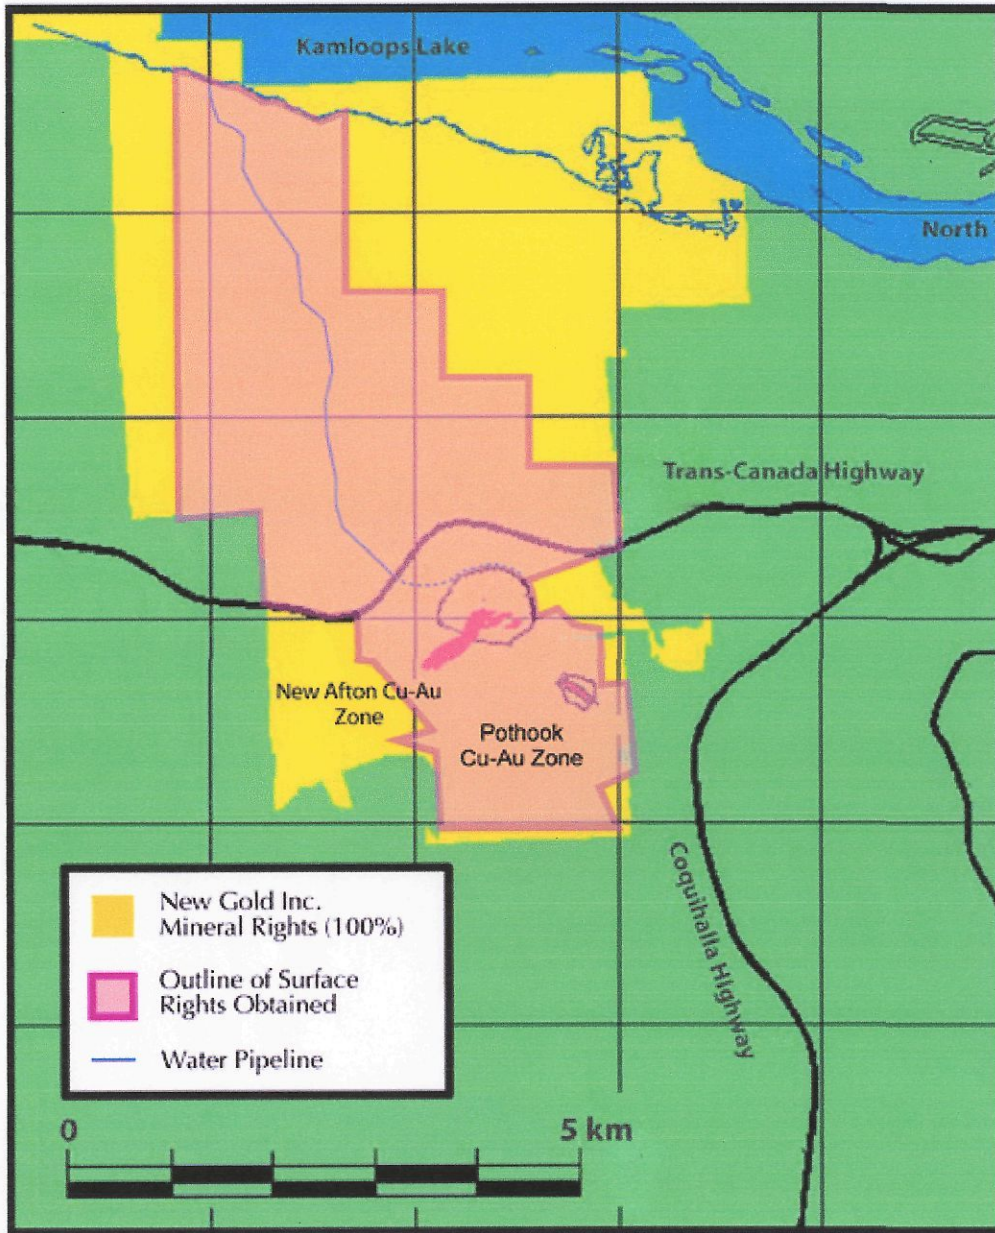 Kamloops Lake
North
Trans-Canada Highway
New Afton Cu-Au
Zone
Pothook
Cu-Au Zone
Coquihalla Highway
New Gold Inc.
Mineral Rights (100%)
Outline of Surface
Rights Obtained
Water Pipeline
0
5 km